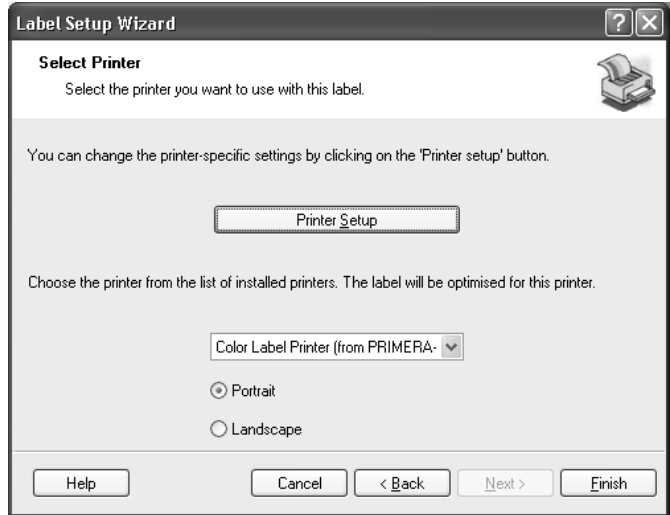 Label Setup Wizard
Select Printer
Select the printer you want to use with this label.
You can change the printer-specific settings by clicking on the 'Printer setup' button.
Printer Setup
Choose the printer from the list of installed printers. The label will be optimised for this printer.
Color Label Printer (from PRIMERA-
Portrait
Landscape
Help Cancel < Back Next > Finish